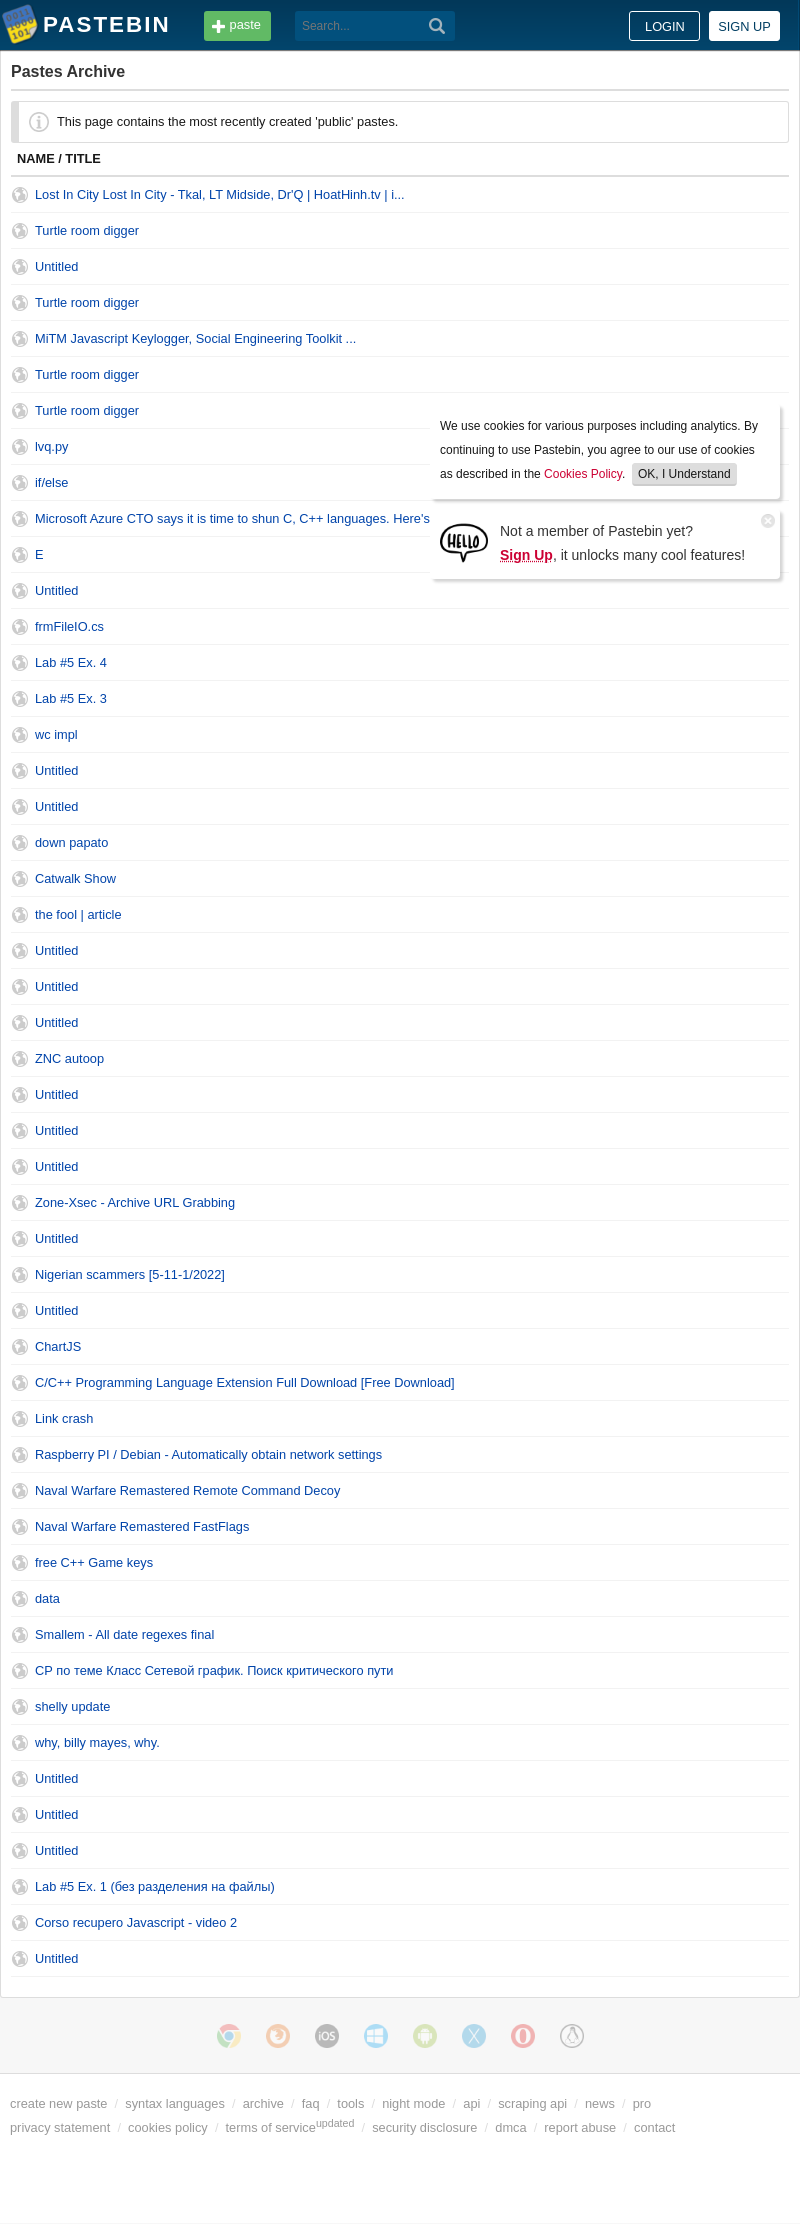 PASTEBIN
paste
Search...
LOGIN
SIGN UP
Pastes Archive
This page contains the most recently created 'public' pastes.
NAME / TITLE
Lost In City Lost In City - Tkal, LT Midside, Dr'Q | HoatHinh.tv | i...
Turtle room digger
Untitled
Turtle room digger
MiTM Javascript Keylogger, Social Engineering Toolkit ...
Turtle room digger
Turtle room digger
lvq.py
if/else
Microsoft Azure CTO says it is time to shun C, C++ languages. Here's
E
We use cookies for various purposes including analytics. By
continuing to use Pastebin, you agree to our use of cookies
as described in the Cookies Policy. OK, I Understand
HELLO
Not a member of Pastebin yet?
Sign Up, it unlocks many cool features!
Untitled
frmFileIO.cs
Lab #5 Ex. 4
Lab #5 Ex. 3
wc impl
Untitled
Untitled
down papato
Catwalk Show
the fool | article
Untitled
Untitled
Untitled
ZNC autoop
Untitled
Untitled
Untitled
Zone-Xsec - Archive URL Grabbing
Untitled
Nigerian scammers [5-11-1/2022]
Untitled
ChartJS
C/C++ Programming Language Extension Full Download [Free Download]
Link crash
Raspberry PI / Debian - Automatically obtain network settings
Naval Warfare Remastered Remote Command Decoy
Naval Warfare Remastered FastFlags
free C++ Game keys
data
Smallem - All date regexes final
СР по теме Класс Сетевой график. Поиск критического пути
shelly update
why, billy mayes, why.
Untitled
Untitled
Untitled
Lab #5 Ex. 1 (без разделения на файлы)
Corso recupero Javascript - video 2
Untitled
iOS
create new paste / syntax languages / archive / faq / tools / night mode / api / scraping api / news / pro
privacy statement / cookies policy / terms of serviceupdated / security disclosure / dmca / report abuse / contact